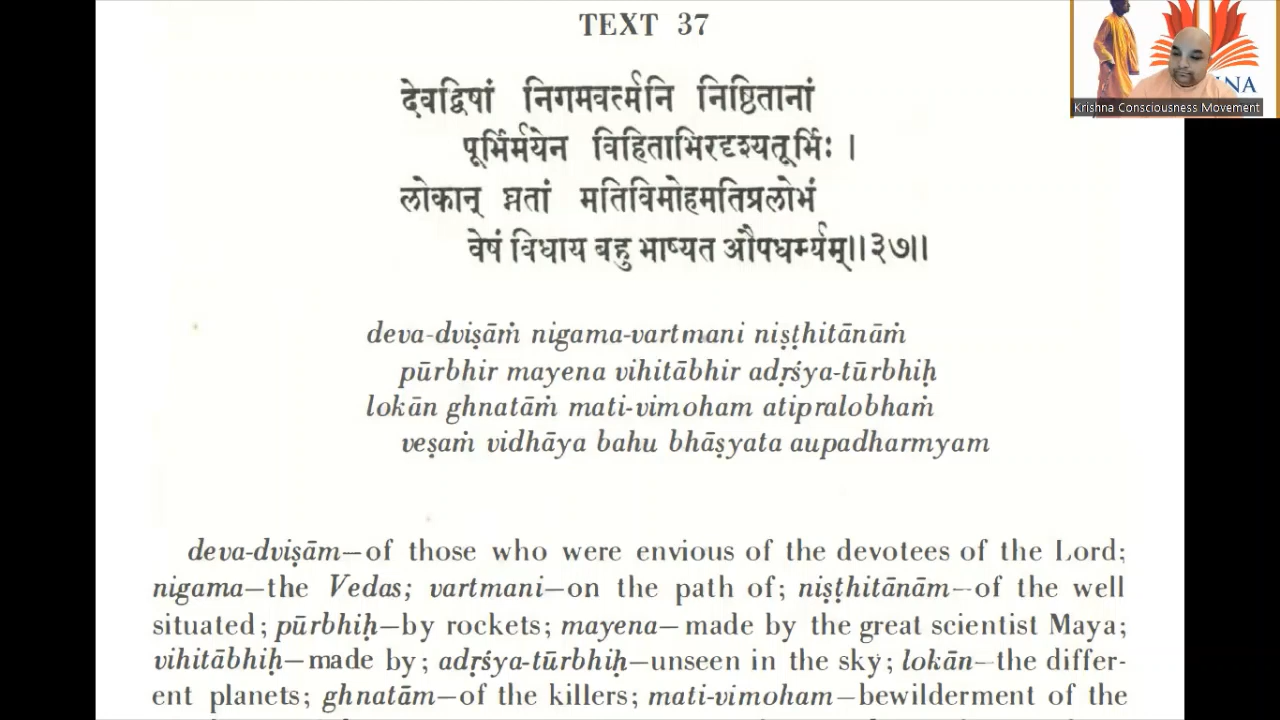 TEXT 37
देवद्विषां निगमवर्त्मनि निष्ठितानां
पूर्भिर्मयेन विहिताभिरदृश्यतूर्भिः ।
लोकान् घ्नतां मतिविमोहमतिप्रलोभं
वेषं विधाय बहु भाष्यत औपधर्म्यम्।।३७।।
deva-dviṣāṁ nigama-vartmani niṣṭhitānāṁ
pūrbhir mayena vihitābhir adṛśya-tūrbhiḥ
lokān ghnatāṁ mati-vimoham atipralobhaṁ
veṣaṁ vidhāya bahu bhāṣyata aupadharmyam
deva-dviṣām—of those who were envious of the devotees of the Lord;
nigama—the Vedas; vartmani—on the path of; niṣṭhitānām—of the well
situated; pūrbhiḥ—by rockets; mayena—made by the great scientist Maya;
vihitābhiḥ—made by; adṛśya-tūrbhiḥ—unseen in the sky; lokān—the differ-
ent planets; ghnatām—of the killers; mati-vimoham—bewilderment of the
Krishna Consciousness Movement